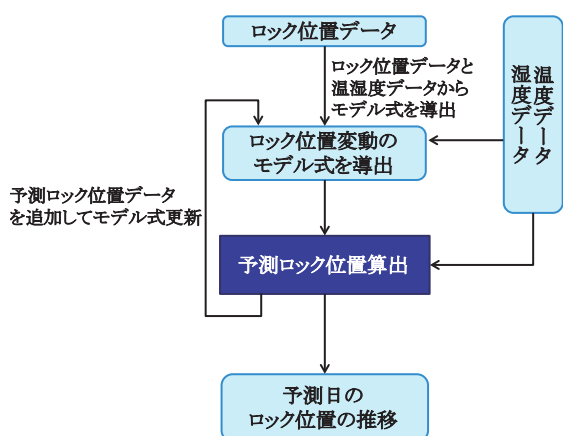 ロック位置データ
ロック位置データと
温湿度データから
モデル式を導出
温度データ
湿度データ
ロック位置変動の
モデル式を導出
予測ロック位置データ
を追加してモデル式更新
予測ロック位置算出
予測日の
ロック位置の推移